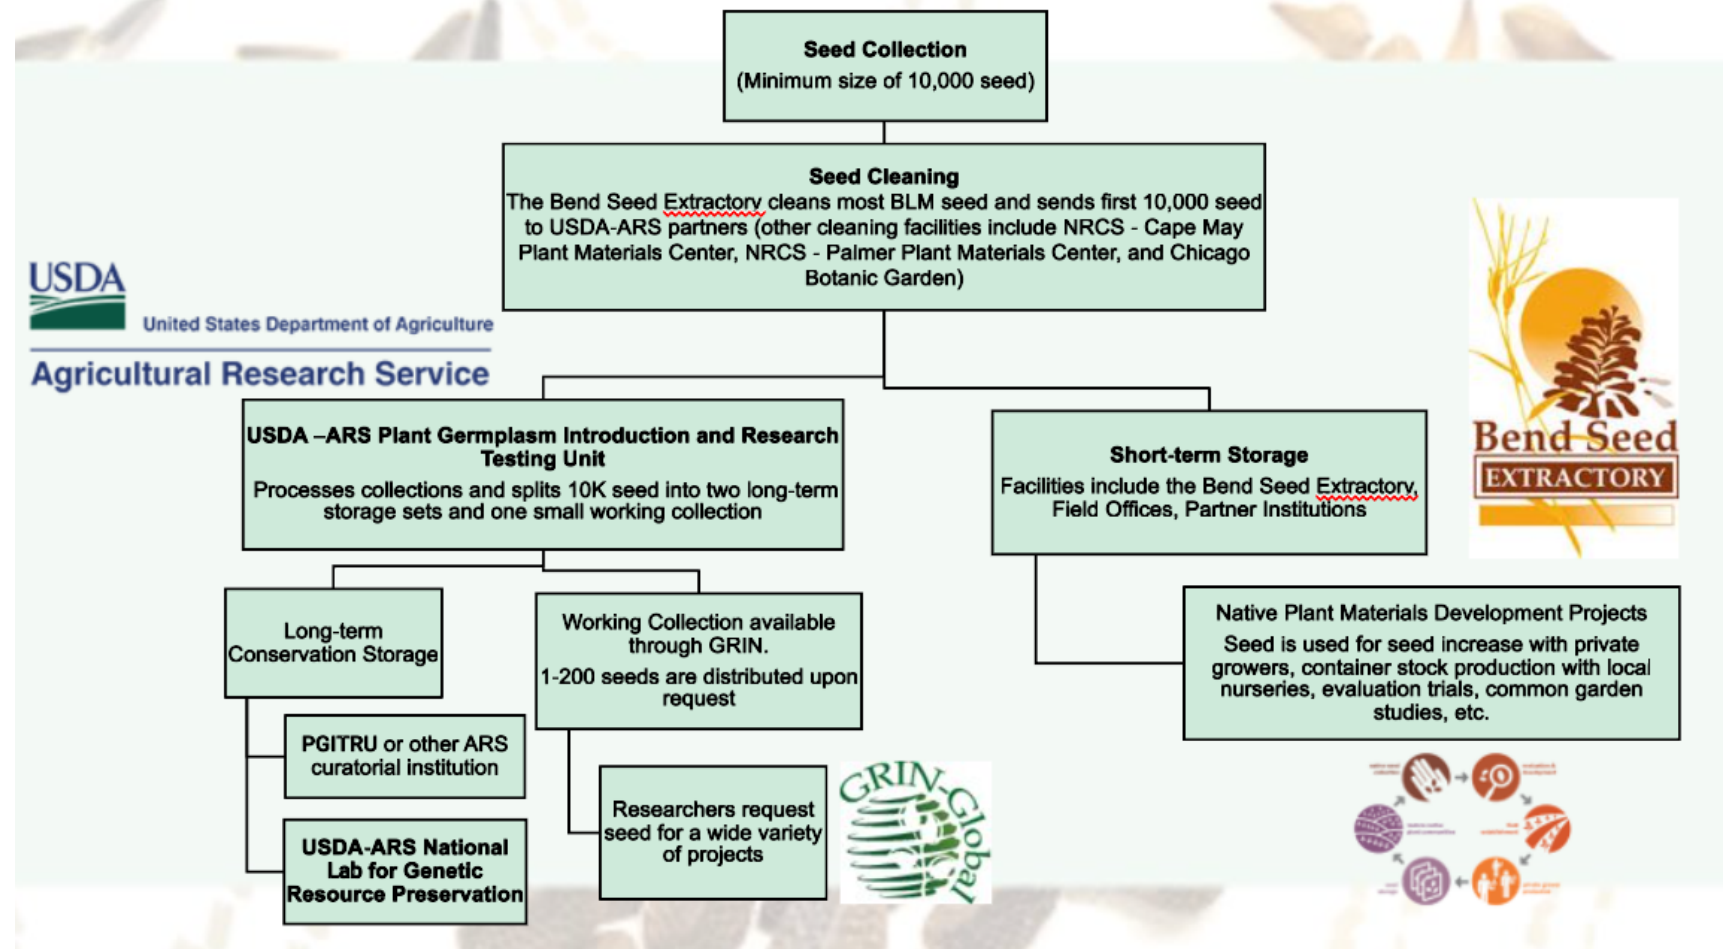 Seed Collection
(Minimum size of 10,000 seed)
Seed Cleaning
The Bend Seed Extractory cleans most BLM seed and sends first 10,000 seed
to USDA-ARS partners (other cleaning facilities include NRCS - Cape May
Plant Materials Center, NRCS - Palmer Plant Materials Center, and Chicago
Botanic Garden)
USDA
United States Department of Agriculture
Agricultural Research Service
Bend Seed
EXTRACTORY
USDA –ARS Plant Germplasm Introduction and Research
Testing Unit
Processes collections and splits 10K seed into two long-term
storage sets and one small working collection
Short-term Storage
Facilities include the Bend Seed Extractory,
Field Offices, Partner Institutions
Long-term
Conservation Storage
Working Collection available
through GRIN.
1-200 seeds are distributed upon
request
Native Plant Materials Development Projects
Seed is used for seed increase with private
growers, container stock production with local
nurseries, evaluation trials, common garden
studies, etc.
PGITRU or other ARS
curatorial institution
USDA-ARS National
Lab for Genetic
Resource Preservation
Researchers request
seed for a wide variety
of projects
GRIN-Global